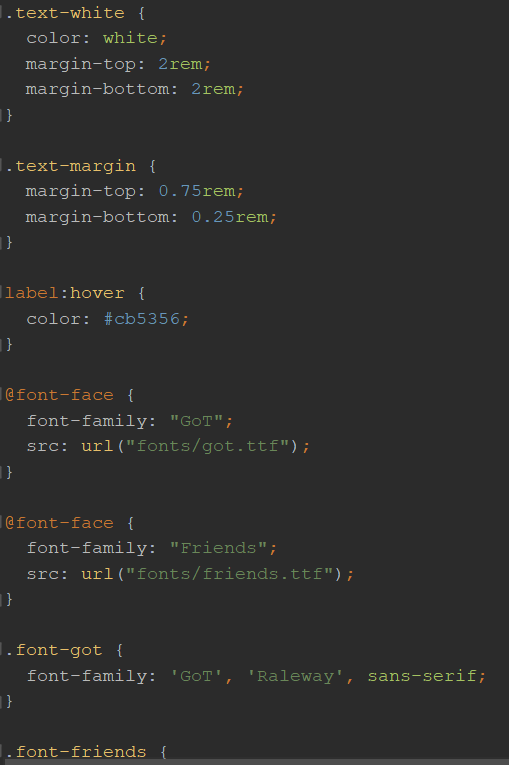 .text-white {
color: white;
margin-top: 2rem;
margin-bottom: 2rem;
}
.text-margin {
margin-top: 0.75rem;
margin-bottom: 0.25rem;
}
label:hover {
color: #cb5356;
}
@font-face {
font-family: "GoT";
src: url("fonts/got.ttf");
}
@font-face {
font-family: "Friends";
src: url("fonts/friends.ttf");
}
.font-got {
font-family: 'GoT', 'Raleway', sans-serif;
}
.font-friends {